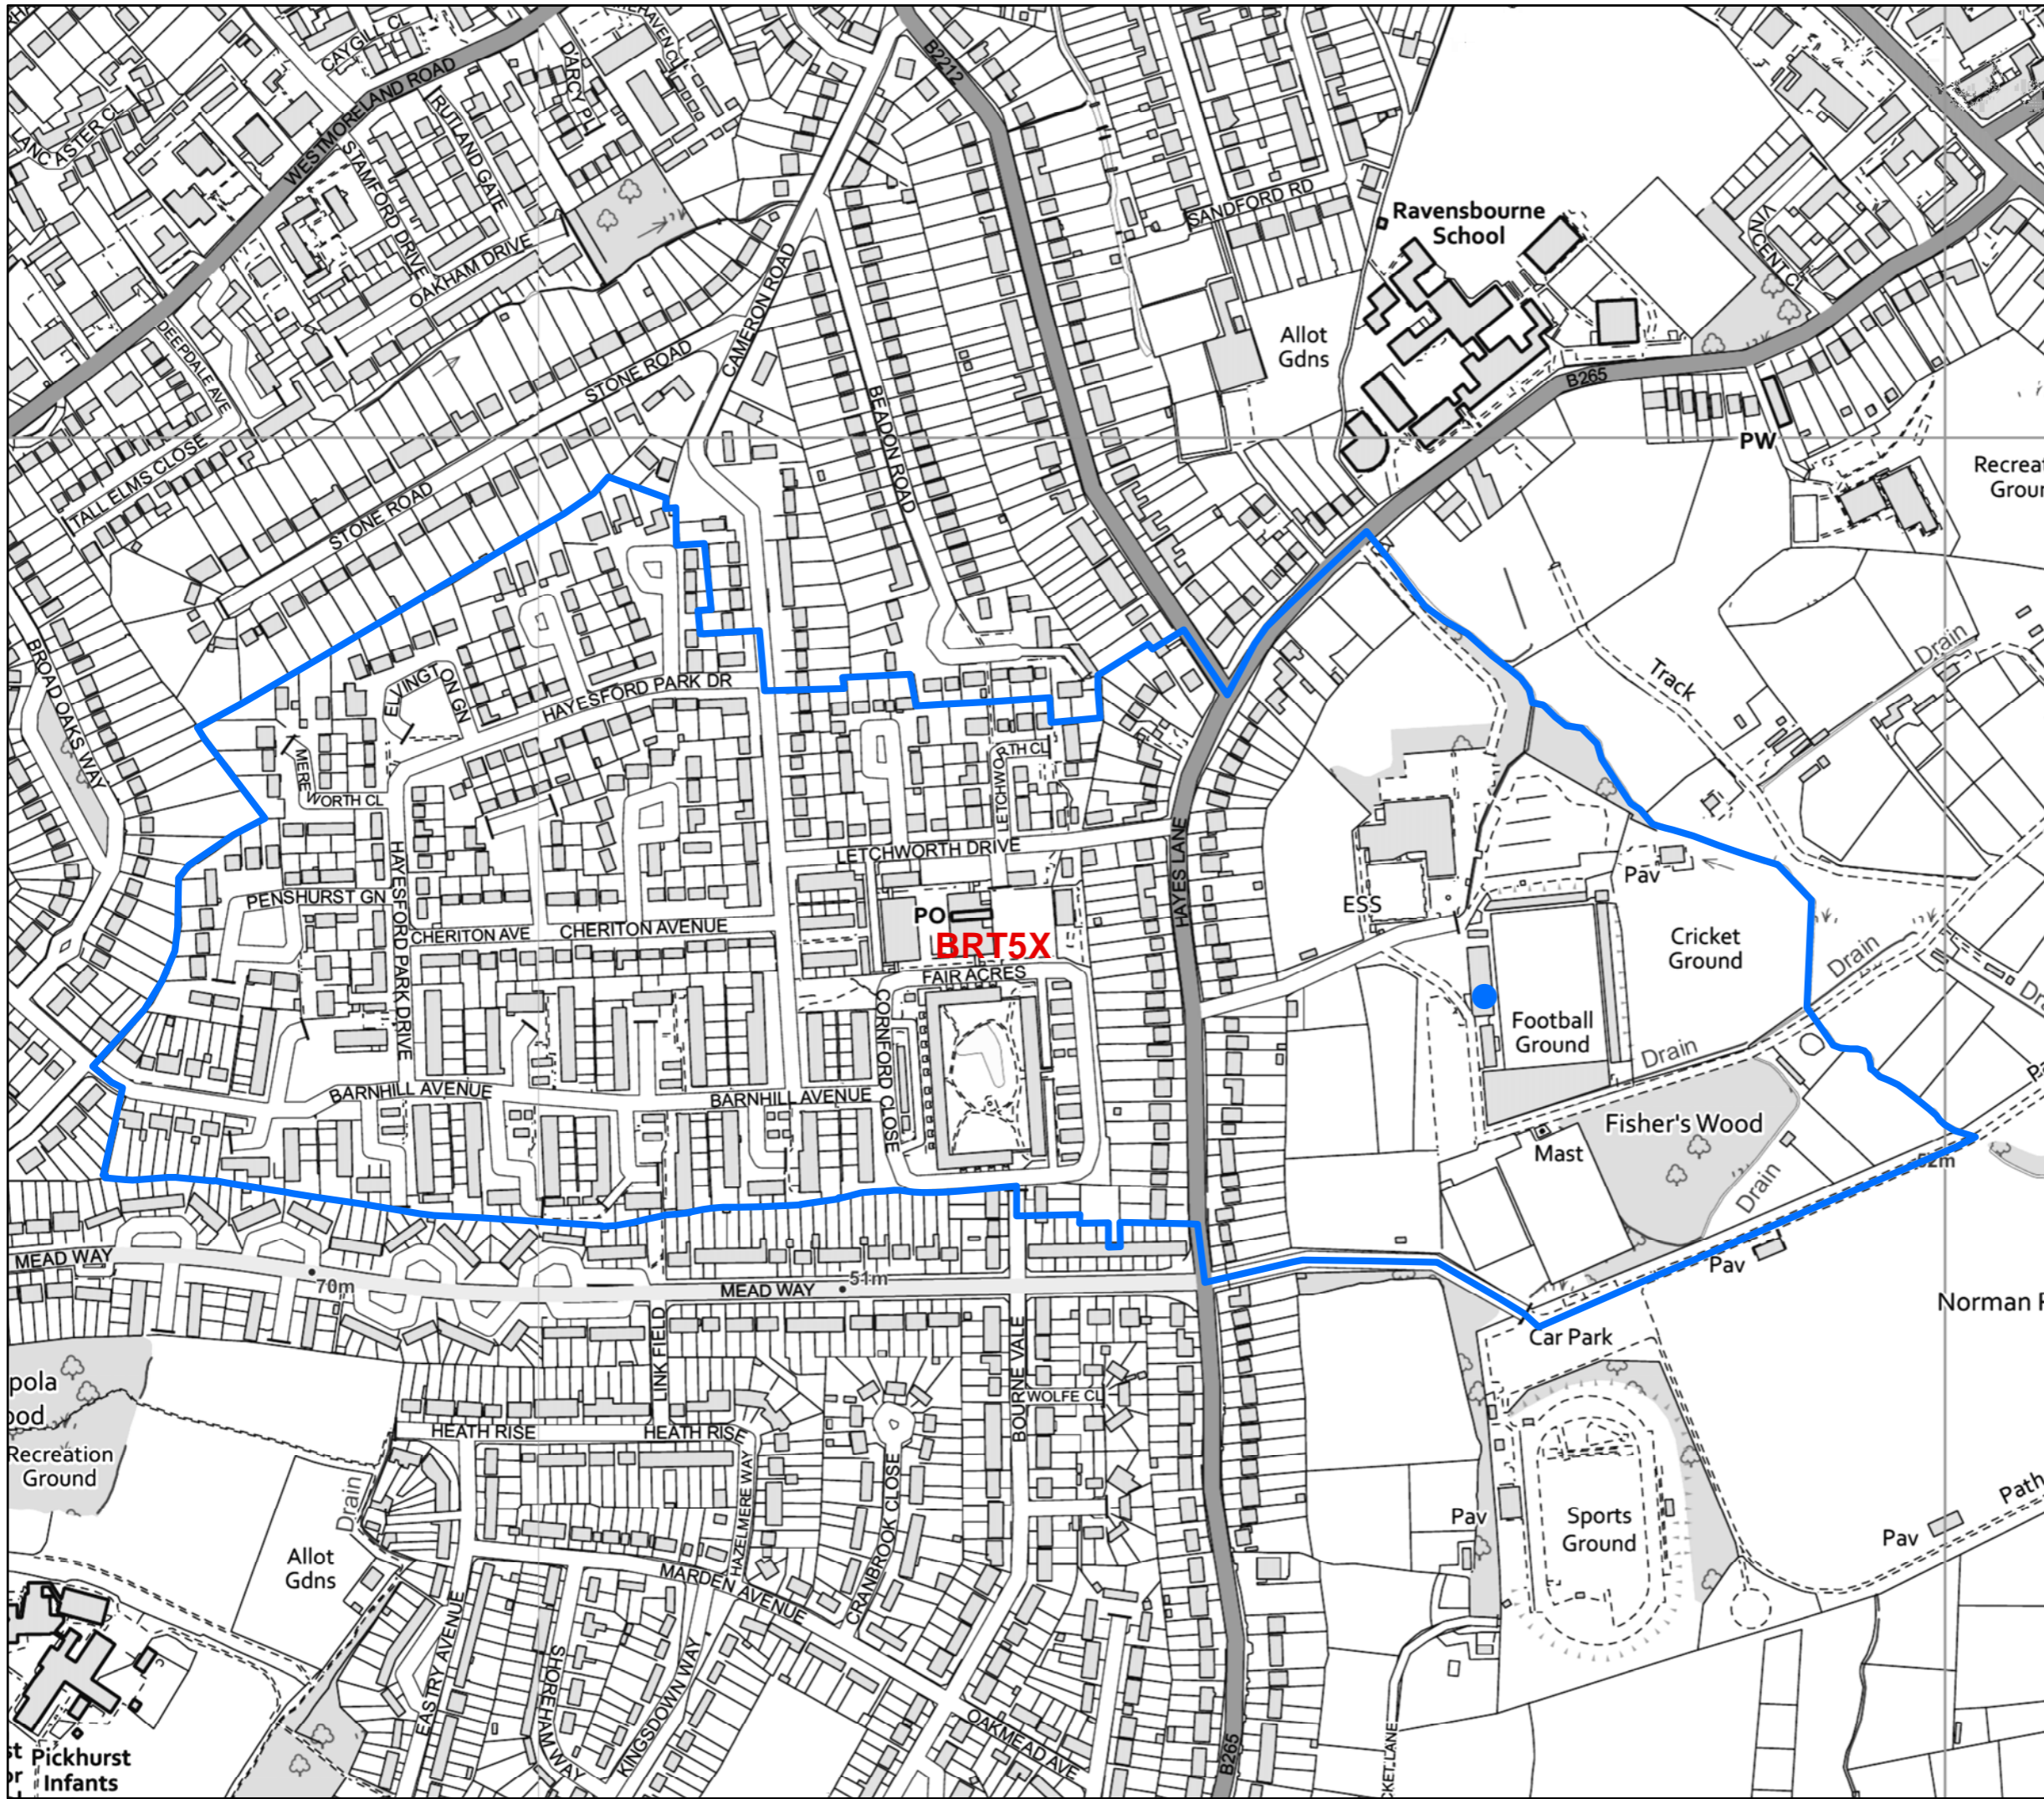 CAYGILL CL
DARCY PL
B2212
LANCASTER CL
WESTMORELAND ROAD
RUTLAND GATE
STAMFORD DRIVE
OAKHAM DRIVE
SANDFORD RD
Ravensbourne
School
VINCENT CL
CAMERON ROAD
Allot
Gdns
DEEPDALE AVE
STONE ROAD
BEADON ROAD
B265
PW
TALL ELMS CLOSE
STONE ROAD
BROAD OAKS WAY
ELVINGTON GN
HAYESFORD PARK DR
Track
Drain
MEREWORTH CL
LETCHWORTH CL
HAYESFORD PARK DRIVE
LETCHWORTH DRIVE
HAYES LANE
PENSHURST GN
CHERITON AVE
CHERITON AVENUE
PO
BRT5X
FAIR ACRES
CORNFORD CLOSE
ESS
Pav
Cricket
Ground
Drain
Football
Ground
Drain
BARNHILL AVENUE
BARNHILL AVENUE
Fisher's Wood
Mast
52m
Drain
Pav
MEAD WAY
70m
MEAD WAY
51m
Norman
Car Park
LINK FIELD
BOURNE VALE
WOLFE CL
HEATH RISE
HEATH RISE
HAZELMERE WAY
CRANBROOK CLOSE
Recreation
Ground
Drain
Allot
Gdns
Pav
Sports
Ground
Pav
Path
MARDEN AVENUE
EASTRY AVENUE
SHOREHAM WAY
KINGSDOWN WAY
OAKMEAD AVE
B265
Pickhurst
Infants